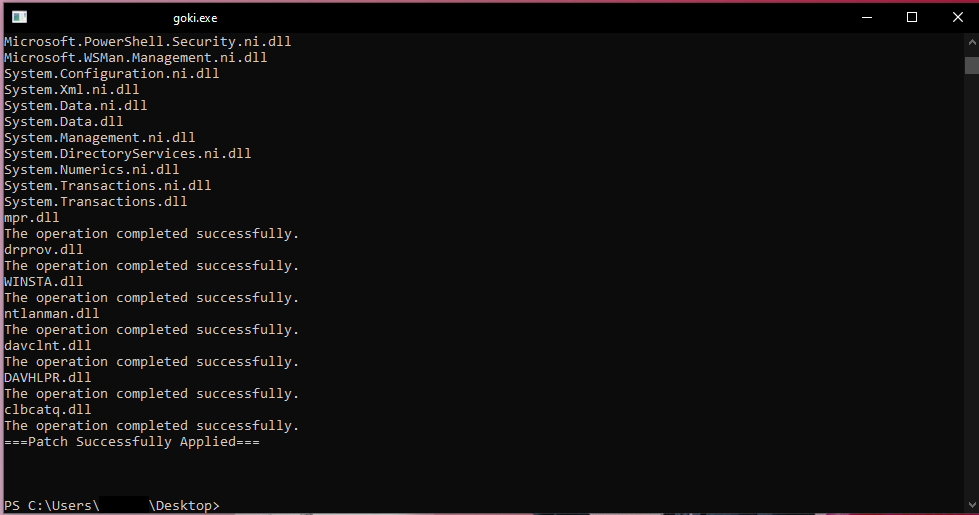 goki.exe
Microsoft.PowerShell.Security.ni.dll
Microsoft.WSMan.Management.ni.dll
System.Configuration.ni.dll
System.Xml.ni.dll
System.Data.ni.dll
System.Data.dll
System.Management.ni.dll
System.DirectoryServices.ni.dll
System.Numerics.ni.dll
System.Transactions.ni.dll
System.Transactions.dll
mpr.dll
The operation completed successfully.
drprov.dll
The operation completed successfully.
WINSTA.dll
The operation completed successfully.
ntlanman.dll
The operation completed successfully.
davclnt.dll
The operation completed successfully.
DAVHLPR.dll
The operation completed successfully.
clbcatq.dll
The operation completed successfully.
===Patch Successfully Applied===
PS C:\Users\ \Desktop>